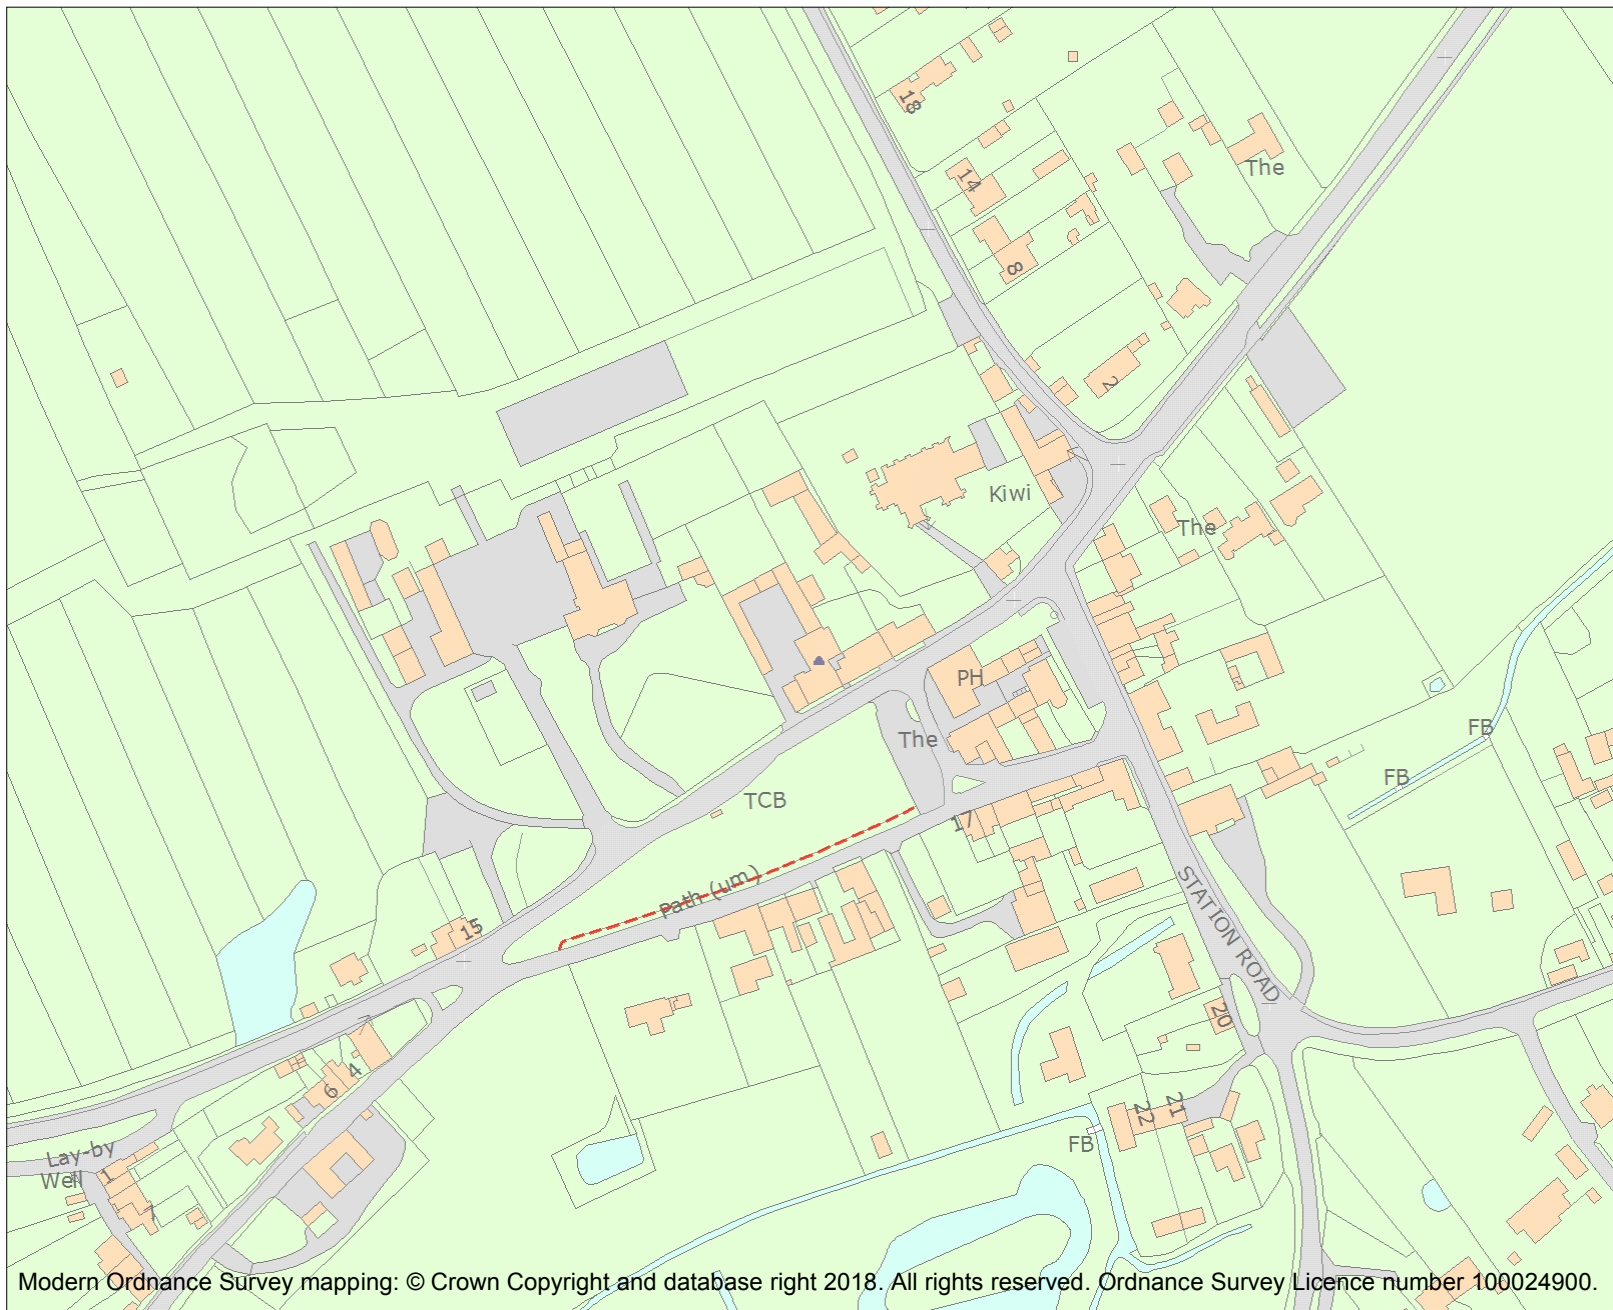 18
The
14
8
2
Kiwi
The
PH
The
FB
FB
TCB
17
Path (um)
STATION ROAD
15
20
7
4
6
22
21
FB
Lay-by
Well
1
7
Modern Ordnance Survey mapping: © Crown Copyright and database right 2018. All rights reserved. Ordnance Survey Licence number 100024900.